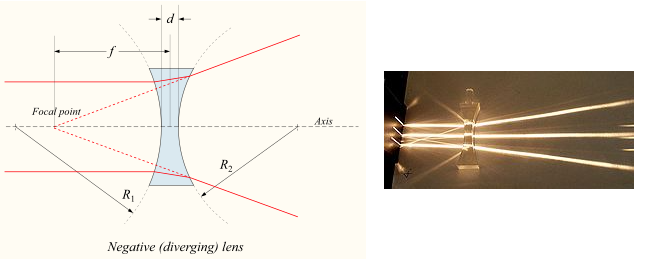 d
f
Focal point
Axis
R1
R2
Negative (diverging) lens